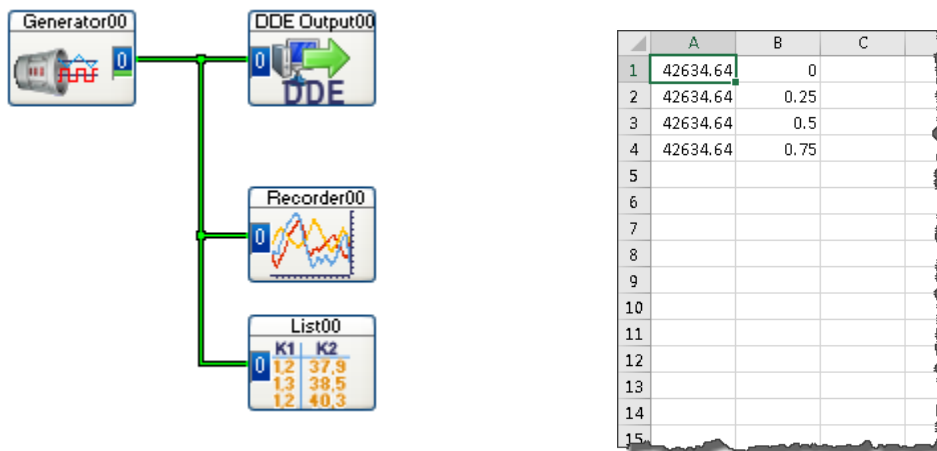 Generator00
0
DDE Output00
0
DDE
Recorder00
0
List00
K1 K2
0
1,2 37,9
1,3 38,5
1,2 40,3
A B C
1 42634.64 0
2 42634.64 0.25
3 42634.64 0.5
4 42634.64 0.75
5
6
7
8
9
10
11
12
13
14
15